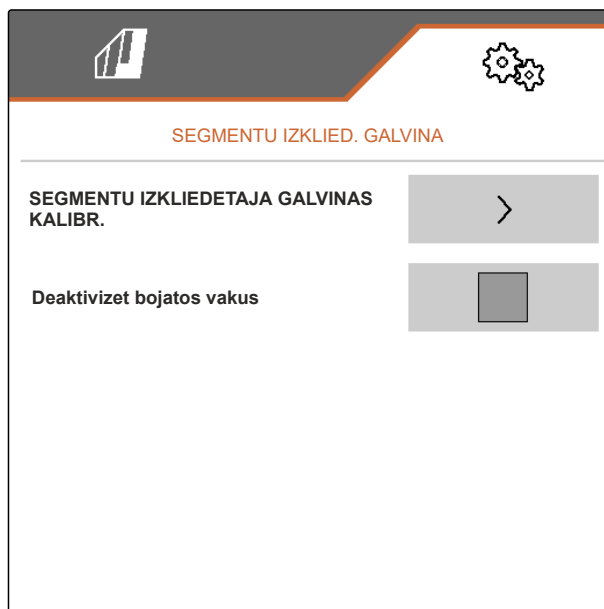 SEGMENTU IZKLIED. GALVINA
SEGMENTU IZKLIEDETAJA GALVINAS
KALIBR.
Deaktivizet bojatos vakus